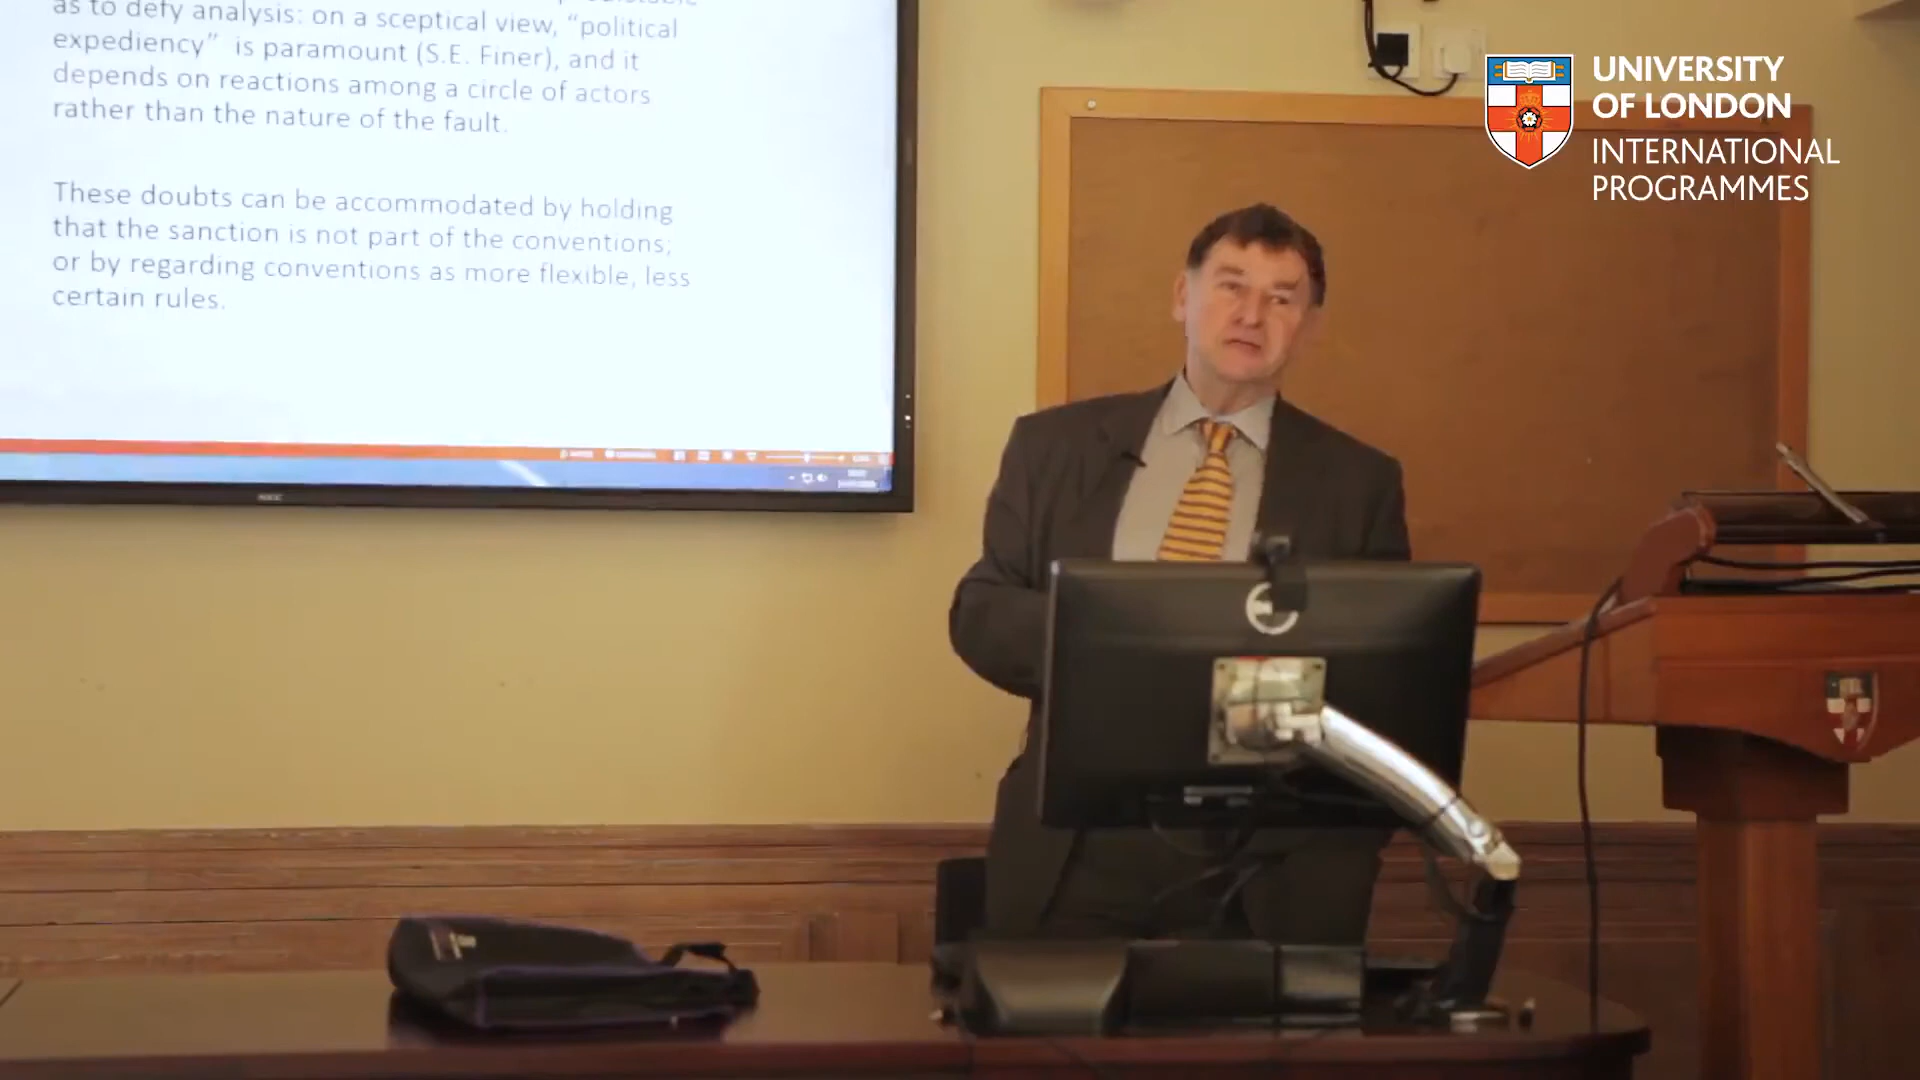 as to defy analysis: on a sceptical view, “political
expediency” is paramount (S.E. Finer), and it
depends on reactions among a circle of actors
rather than the nature of the fault.
These doubts can be accommodated by holding
that the sanction is not part of the conventions;
or by regarding conventions as more flexible, less
certain rules.
UNIVERSITY
OF LONDON
INTERNATIONAL
PROGRAMMES